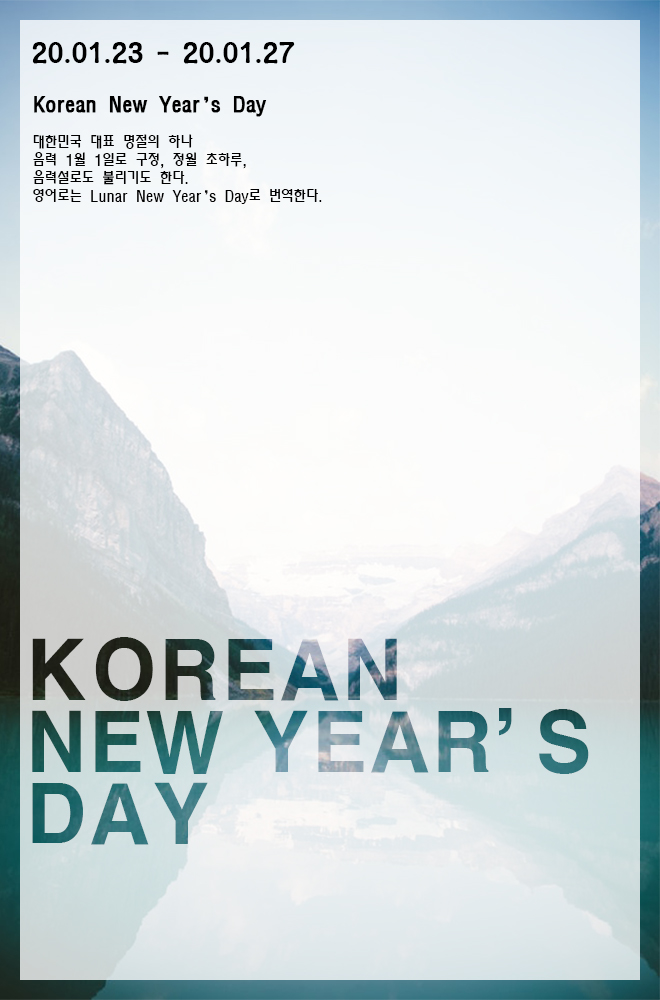 20.01.23 - 20.01.27
Korean New Year's Day
대한민국 대표 명절의 하나
음력 1월 1일로 구정, 정월 초하루,
음력설로도 불리기도 한다.
영어로는 Lunar New Year's Day로 번역한다.
KOREAN
NEW YEAR'S
DAY